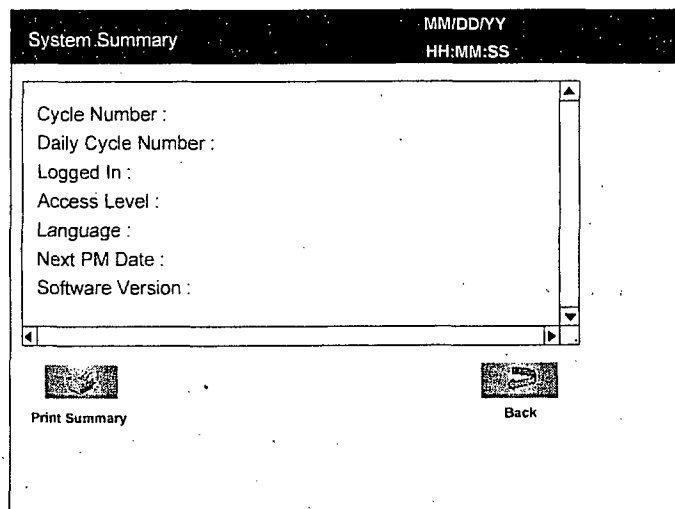 System Summary
MM/DD/YY
HH:MM:SS
Cycle Number :
Daily Cycle Number :
Logged In :
Access Level :
Language :
Next PM Date :
Software Version :
Print Summary
Back